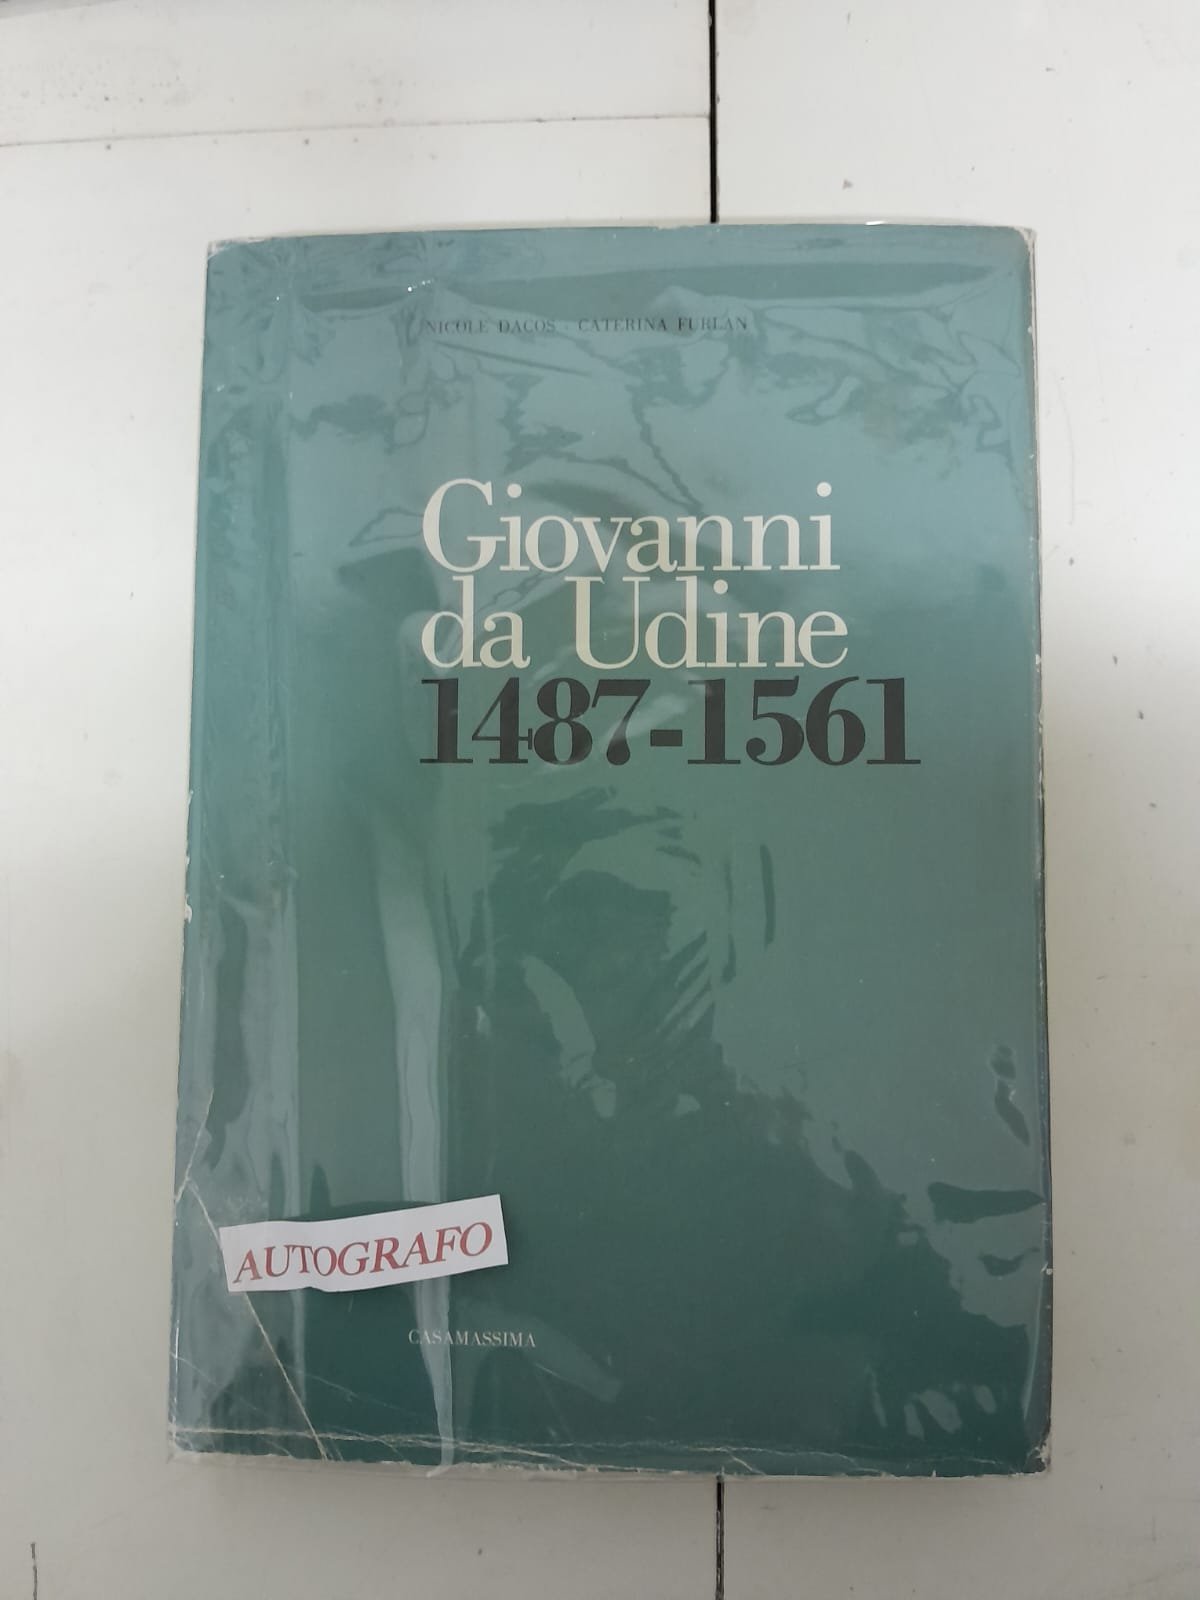 NICOLE DACOS - CATERINA FURLAN
Giovanni
da Udine
1487-1561
AUTOGRAFO
CASAMASSIMA